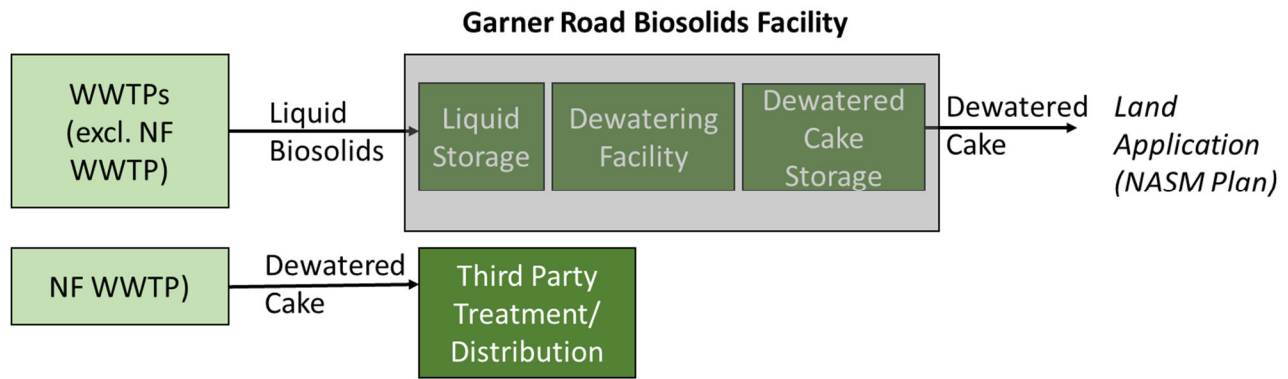 Garner Road Biosolids Facility
WWTPs
(excl. NF
WWTP)
Liquid
Biosolids
Liquid
Storage
Dewatering
Facility
Dewatered
Cake
Storage
Dewatered
Cake
Land
Application
(NASM Plan)
NF WWTP)
Dewatered
Cake
Third Party
Treatment/
Distribution